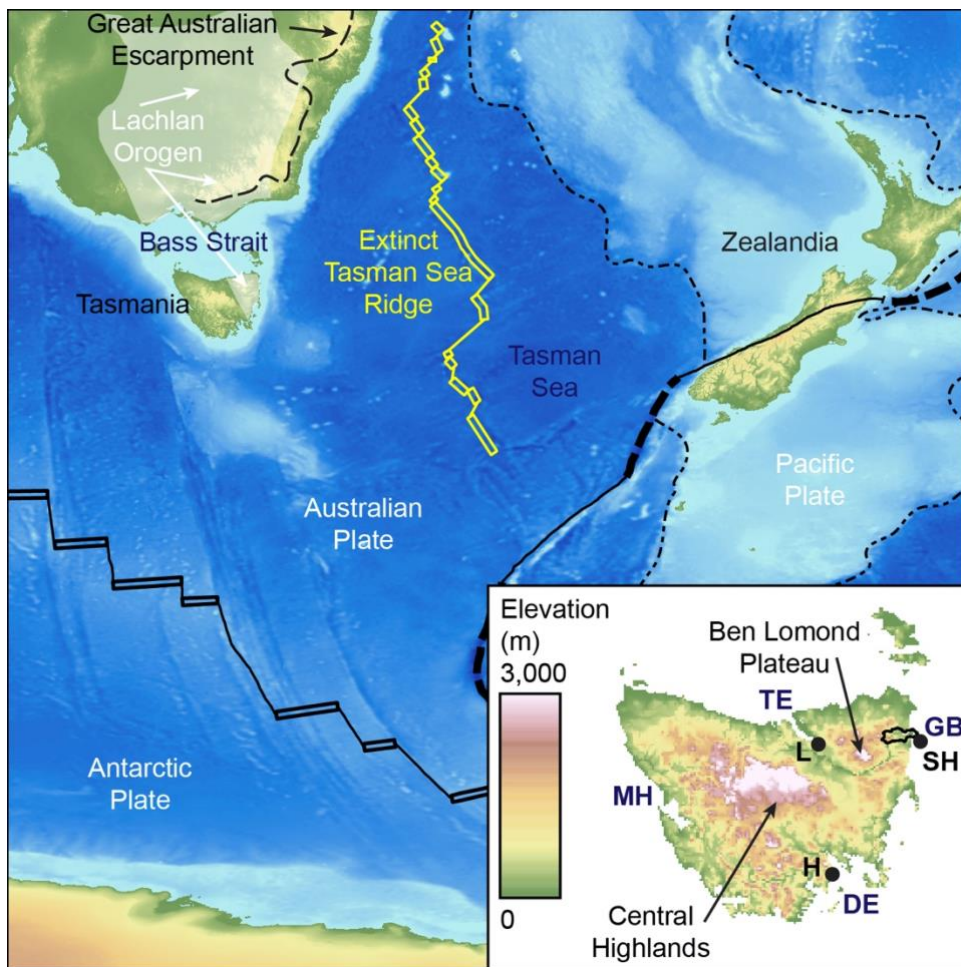 Great Australian
Escarpment
Lachlan
Orogen
Bass Strait
Tasmania
Extinct
Tasman Sea
Ridge
Zealandia
Tasman
Sea
Pacific
Plate
Australian
Plate
Antarctic
Plate
Elevation
(m)
3,000
0
Ben Lomond
Plateau
TE
L
GB
SH
MH
H
DE
Central
Highlands